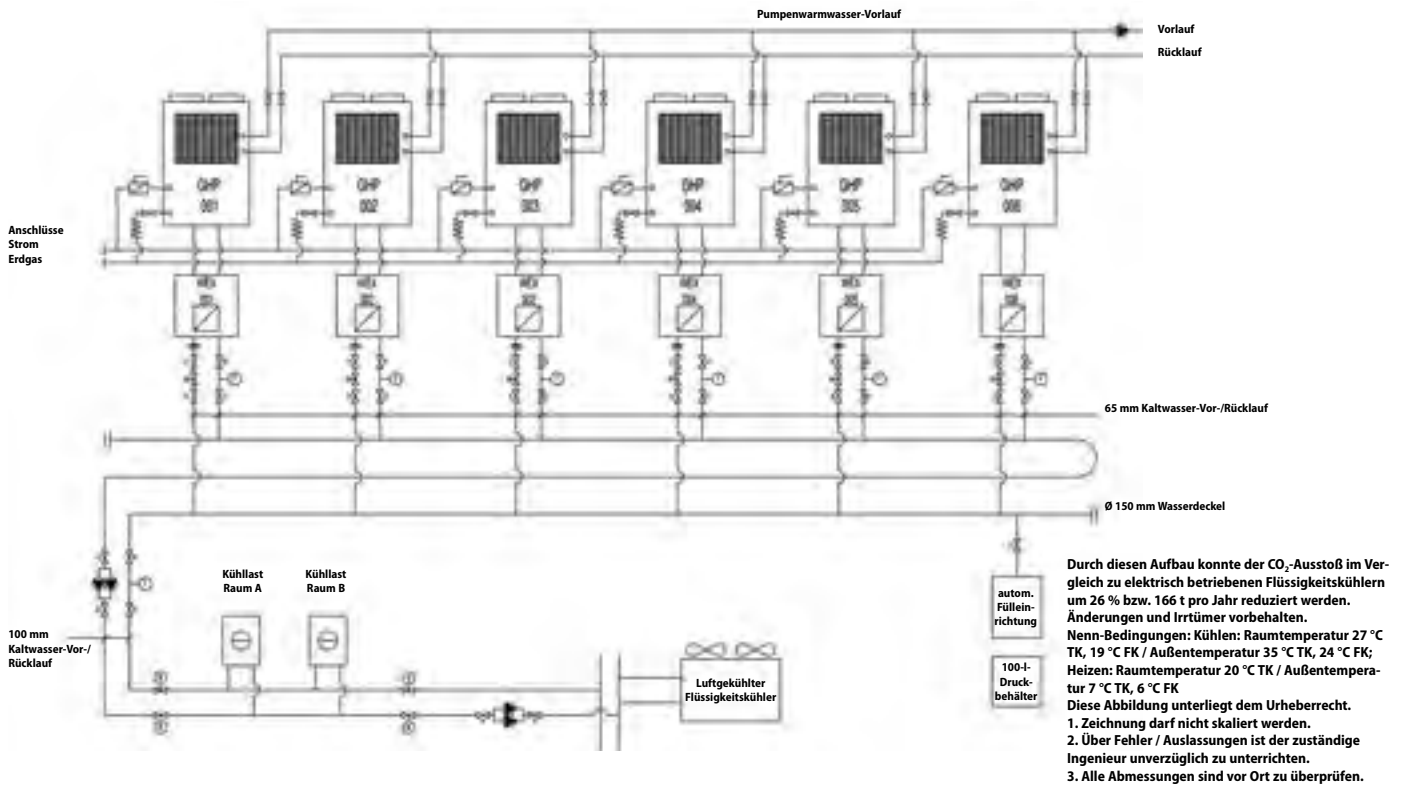 Pumpenwarmwasser-Vorlauf
Vorlauf
Rücklauf
GHP
001
GHP
002
GHP
003
GHP
004
GHP
005
GHP
006
Anschlüsse
Strom
Erdgas
65 mm Kaltwasser-Vor-/Rücklauf
Ø 150 mm Wasserdeckel
Kühllast
Raum A
Kühllast
Raum B
100 mm
Kaltwasser-Vor-/
Rücklauf
Luftgekühlter
Flüssigkeitskühler
autom.
Füllein-
richtung
100-l-
Druck-
behälter
Durch diesen Aufbau konnte der CO₂-Ausstoß im Ver-
gleich zu elektrisch betriebenen Flüssigkeitskühlern
um 26 % bzw. 166 t pro Jahr reduziert werden.
Änderungen und Irrtümer vorbehalten.
Nenn-Bedingungen: Kühlen: Raumtemperatur 27 °C
TK, 19 °C FK / Außentemperatur 35 °C TK, 24 °C FK;
Heizen: Raumtemperatur 20 °C TK / Außentempera-
tur 7 °C TK, 6 °C FK
Diese Abbildung unterliegt dem Urheberrecht.
1. Zeichnung darf nicht skaliert werden.
2. Über Fehler / Auslassungen ist der zuständige
Ingenieur unverzüglich zu unterrichten.
3. Alle Abmessungen sind vor Ort zu überprüfen.